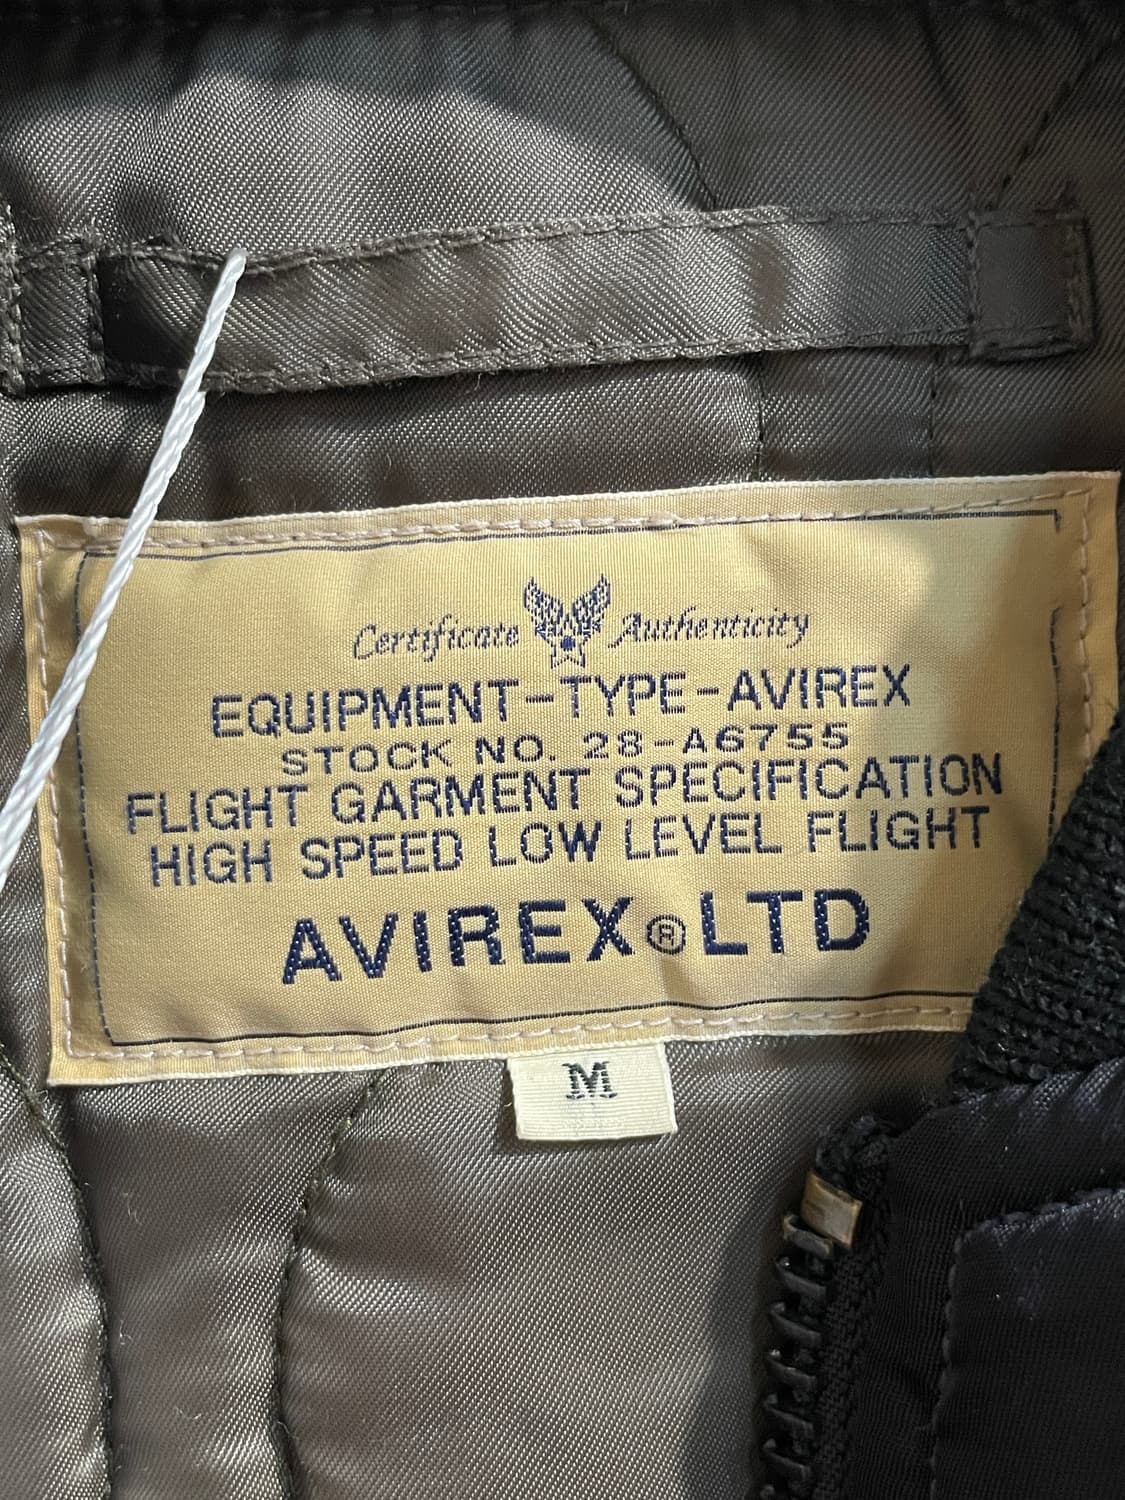 Certificate Authenticity
EQUIPMENT-TYPE-AVIREX
STOCK NO. 28-A6755
FLIGHT GARMENT SPECIFICATION
HIGH SPEED LOW LEVEL FLIGHT
AVIREX®LTD
M